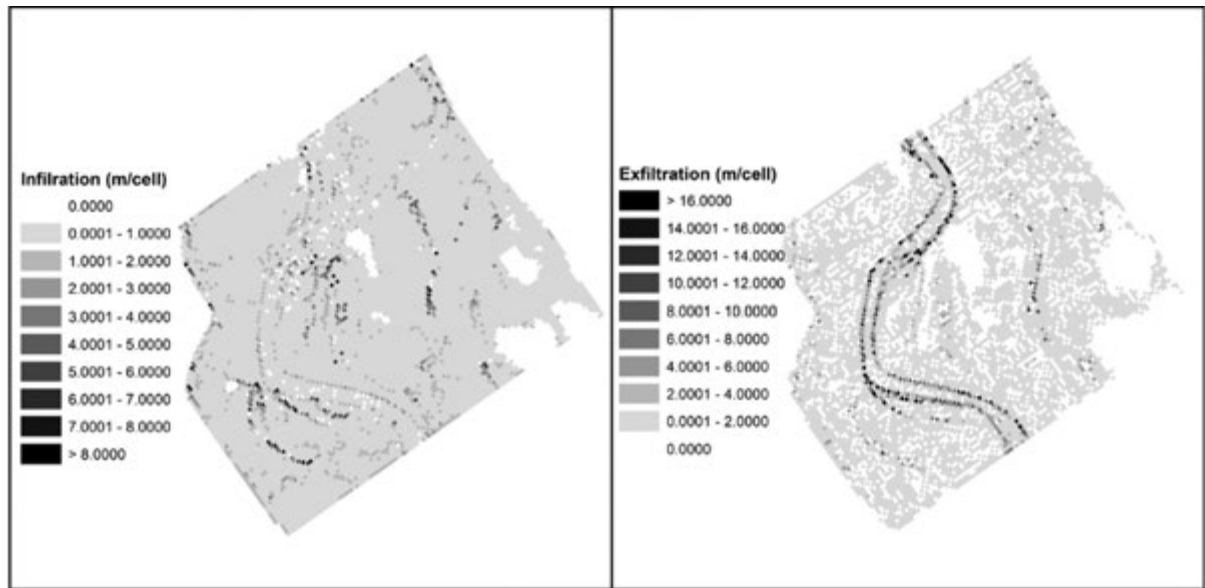 Infilration (m/cell)
0.0000
0.0001 - 1.0000
1.0001 - 2.0000
2.0001 - 3.0000
3.0001 - 4.0000
4.0001 - 5.0000
5.0001 - 6.0000
6.0001 - 7.0000
7.0001 - 8.0000
> 8.0000
Exfiltration (m/cell)
> 16.0000
14.0001 - 16.0000
12.0001 - 14.0000
10.0001 - 12.0000
8.0001 - 10.0000
6.0001 - 8.0000
4.0001 - 6.0000
2.0001 - 4.0000
0.0001 - 2.0000
0.0000